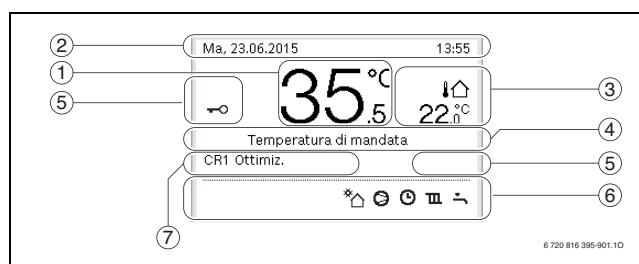 2 Ma, 23.06.2015 13:55
1 35.5 °C
5
3 22.0 °C
4 Temperatura di mandata
CR1 Ottimiz. 5
6
7
6 720 816 395-901.1O